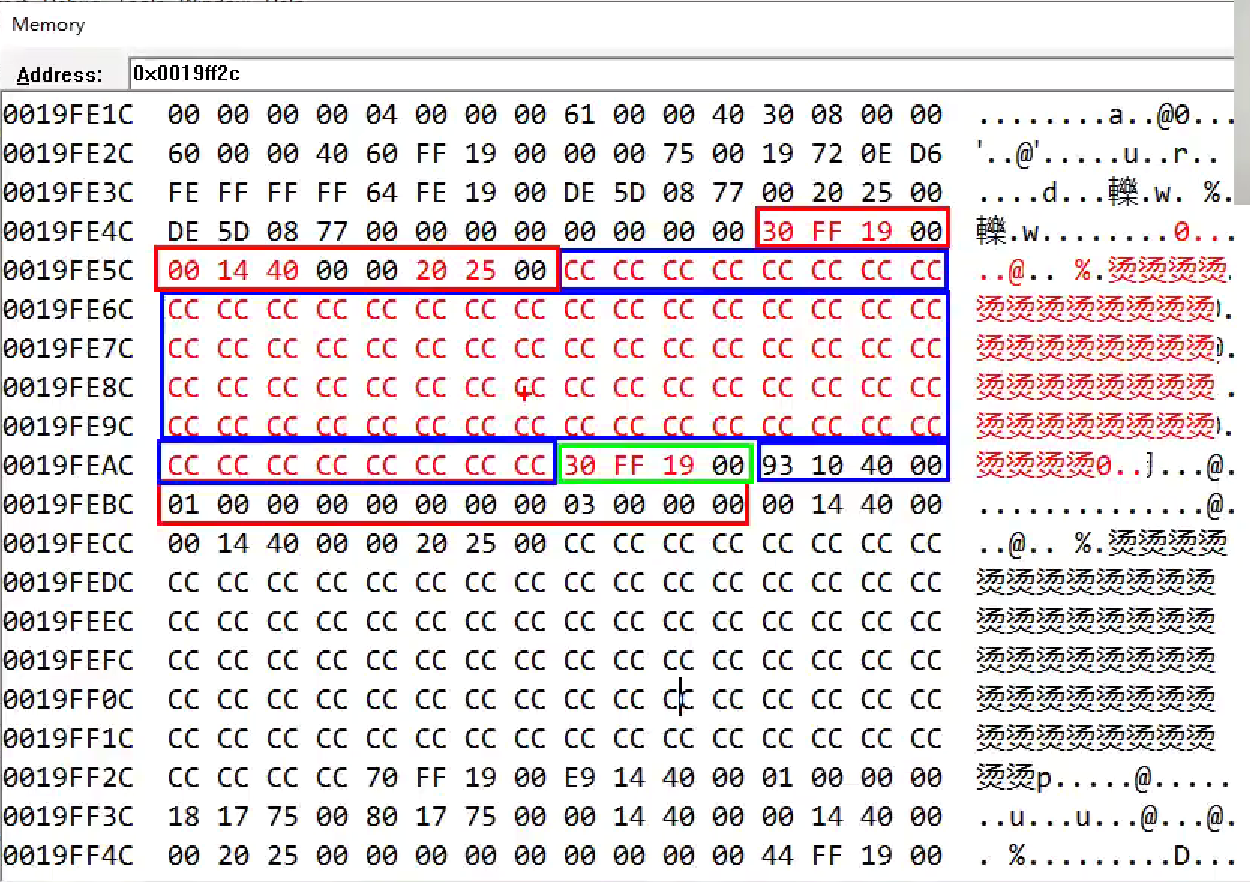 Memory
Address: 0x0019ff2c
0019FE1C 00 00 00 00 04 00 00 00 61 00 00 40 30 08 00 00 ........a..@0...
0019FE2C 60 00 00 40 60 FF 19 00 00 00 75 00 19 72 0E D6 '..@'.....u..r..
0019FE3C FE FF FF FF 64 FE 19 00 DE 5D 08 77 00 20 25 00 ....d...轢.w. %.
0019FE4C DE 5D 08 77 00 00 00 00 00 00 00 00 30 FF 19 00 轢.w........0...
0019FE5C 00 14 40 00 00 20 25 00 CC CC CC CC CC CC CC CC ..@.. %.烫烫烫烫.
0019FE6C CC CC CC CC CC CC CC CC CC CC CC CC CC CC CC CC 烫烫烫烫烫烫烫烫).
0019FE7C CC CC CC CC CC CC CC CC CC CC CC CC CC CC CC CC 烫烫烫烫烫烫烫烫.
0019FE8C CC CC CC CC CC CC CC CC CC CC CC CC CC CC CC CC 烫烫烫烫烫烫烫烫.
0019FE9C CC CC CC CC CC CC CC CC CC CC CC CC CC CC CC CC 烫烫烫烫烫烫烫烫).
0019FEAC CC CC CC CC CC CC CC CC 30 FF 19 00 93 10 40 00 烫烫烫烫0..]...@.
0019FEBC 01 00 00 00 00 00 00 00 03 00 00 00 00 14 40 00 ..............@.
0019FECC 00 14 40 00 00 20 25 00 CC CC CC CC CC CC CC CC ..@.. %.烫烫烫烫
0019FEDC CC CC CC CC CC CC CC CC CC CC CC CC CC CC CC CC 烫烫烫烫烫烫烫烫
0019FEEC CC CC CC CC CC CC CC CC CC CC CC CC CC CC CC CC 烫烫烫烫烫烫烫烫
0019FEFC CC CC CC CC CC CC CC CC CC CC CC CC CC CC CC CC 烫烫烫烫烫烫烫烫
0019FF0C CC CC CC CC CC CC CC CC CC CC CC CC CC CC CC CC 烫烫烫烫烫烫烫烫
0019FF1C CC CC CC CC CC CC CC CC CC CC CC CC CC CC CC CC 烫烫烫烫烫烫烫烫
0019FF2C CC CC CC CC 70 FF 19 00 E9 14 40 00 01 00 00 00 烫烫p.....@.....
0019FF3C 18 17 75 00 80 17 75 00 00 14 40 00 00 14 40 00 ..u...u...@...@.
0019FF4C 00 20 25 00 00 00 00 00 00 00 00 00 44 FF 19 00 . %.........D...